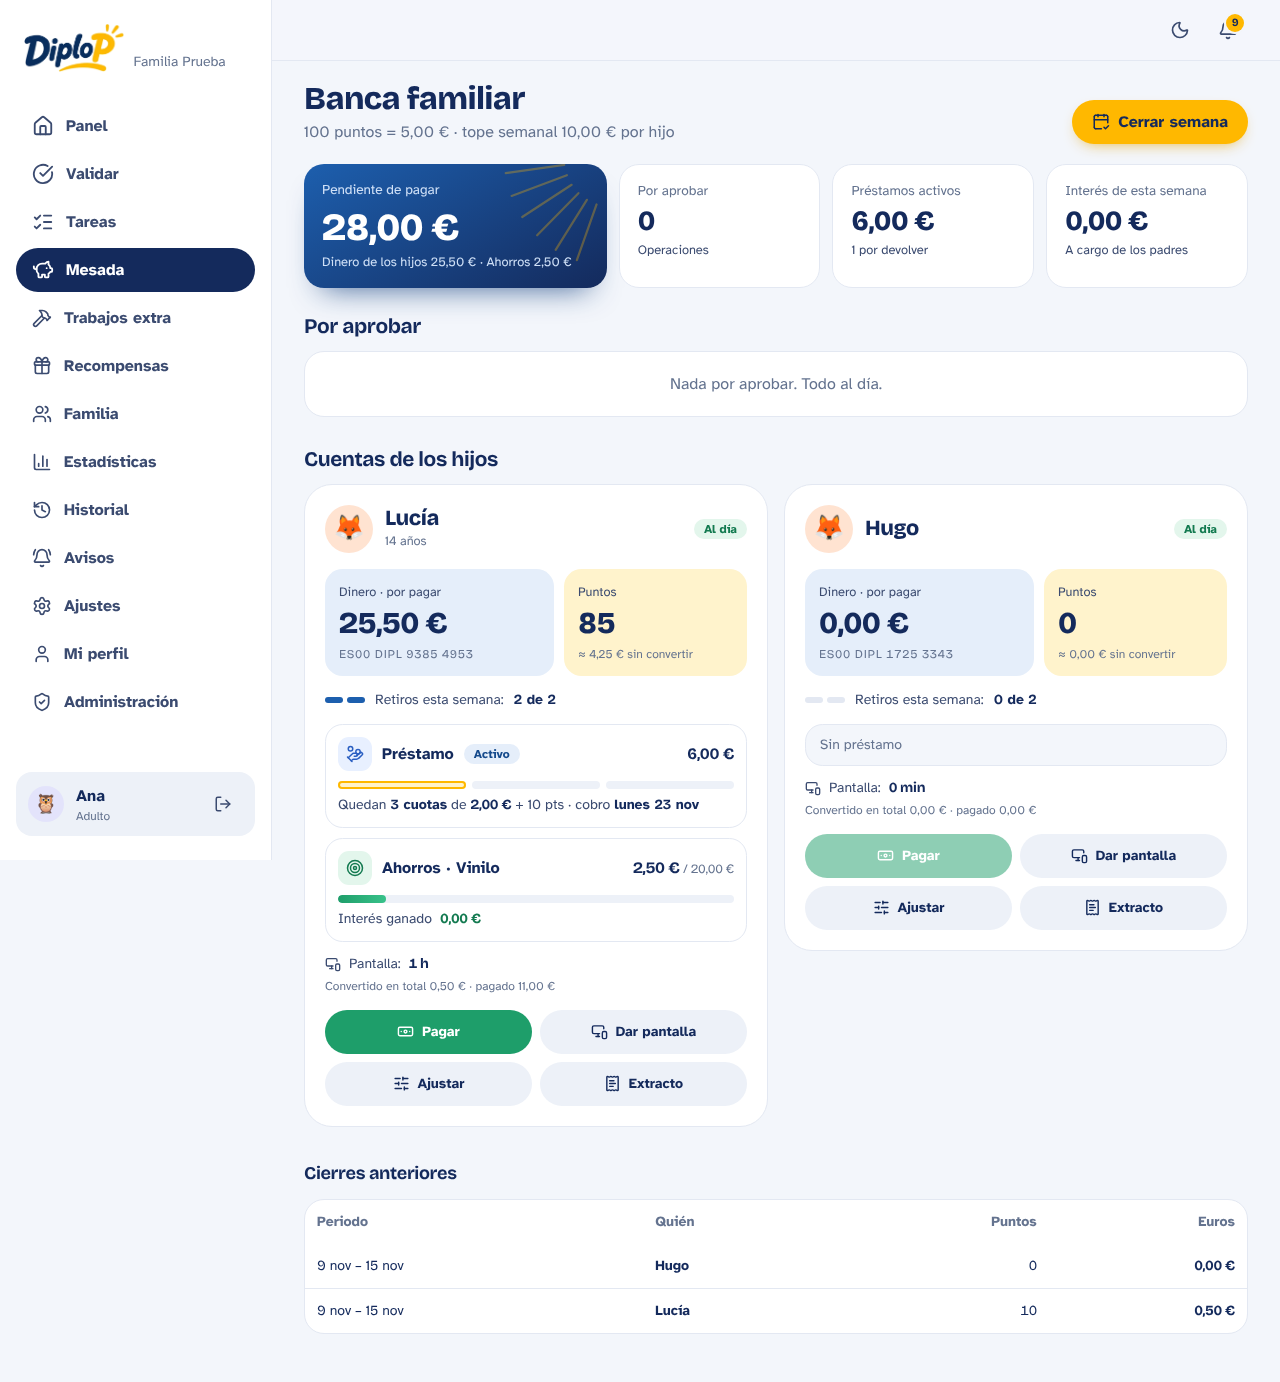 DiploP
Familia Prueba
9
Panel
Validar
Tareas
Mesada
Trabajos extra
Recompensas
Familia
Estadísticas
Historial
Avisos
Ajustes
Mi perfil
Administración
Ana
Adulto
Banca familiar
100 puntos = 5,00 € · tope semanal 10,00 € por hijo
Cerrar semana
Pendiente de pagar
28,00 €
Dinero de los hijos 25,50 € · Ahorros 2,50 €
Por aprobar
0
Operaciones
Préstamos activos
6,00 €
1 por devolver
Interés de esta semana
0,00 €
A cargo de los padres
Por aprobar
Nada por aprobar. Todo al día.
Cuentas de los hijos
Lucía
14 años
Al día
Dinero · por pagar
25,50 €
ES00 DIPL 9385 4953
Puntos
85
≈ 4,25 € sin convertir
Retiros esta semana: 2 de 2
Préstamo Activo 6,00 €
Quedan 3 cuotas de 2,00 € + 10 pts · cobro lunes 23 nov
Ahorros · Vinilo 2,50 € / 20,00 €
Interés ganado 0,00 €
Pantalla: 1 h
Convertido en total 0,50 € · pagado 11,00 €
Pagar
Dar pantalla
Ajustar
Extracto
Hugo
Al día
Dinero · por pagar
0,00 €
ES00 DIPL 1725 3343
Puntos
0
≈ 0,00 € sin convertir
Retiros esta semana: 0 de 2
Sin préstamo
Pantalla: 0 min
Convertido en total 0,00 € · pagado 0,00 €
Pagar
Dar pantalla
Ajustar
Extracto
Cierres anteriores
Periodo Quién Puntos Euros
9 nov – 15 nov Hugo 0 0,00 €
9 nov – 15 nov Lucía 10 0,50 €